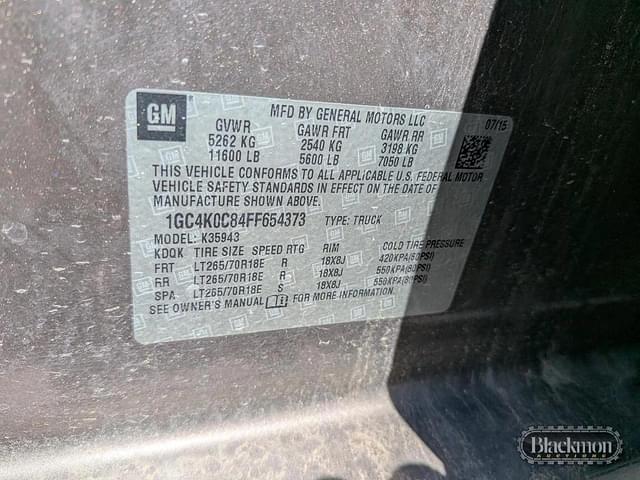 GM
MFD BY GENERAL MOTORS LLC
07/15
GVWR GAWR FRT GAWR RR
5262 KG 2540 KG 3198 KG
11600 LB 5600 LB 7050 LB
THIS VEHICLE CONFORMS TO ALL APPLICABLE U.S. FEDERAL MOTOR
VEHICLE SAFETY STANDARDS IN EFFECT ON THE DATE OF
MANUFACTURE SHOWN ABOVE.
1GC4K0C84FF654373 TYPE: TRUCK
MODEL: K35943
KDQK TIRE SIZE SPEED RTG RIM COLD TIRE PRESSURE
FRT LT265/70R18E R 18X8J 420KPA(60PSI)
RR LT265/70R18E R 18X8J 550KPA(80PSI)
SPA LT265/70R18E S 18X8J 550KPA(80PSI)
SEE OWNER'S MANUAL FOR MORE INFORMATION.
Blackmon
AUCTIONS